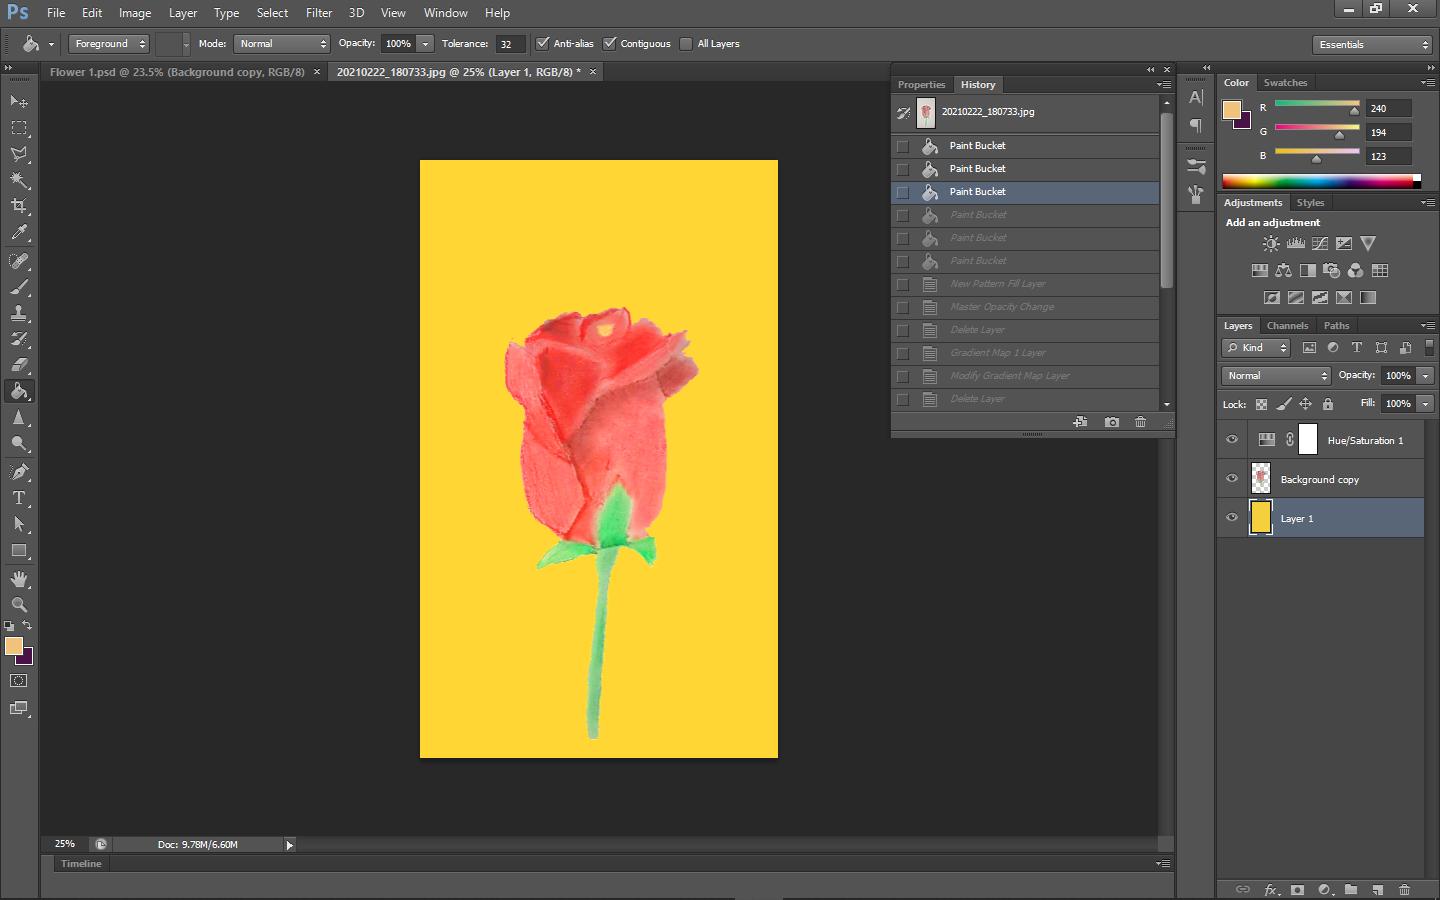 Ps File Edit Image Layer Type Select Filter 3D View Window Help
Foreground Mode: Normal Opacity: 100% Tolerance: 32 Anti-alias Contiguous All Layers Essentials
Flower 1.psd @ 23.5% (Background copy, RGB/8) × 20210222_180733.jpg @ 25% (Layer 1, RGB/8) * ×
Properties History
20210222_180733.jpg
Paint Bucket
Paint Bucket
Paint Bucket
Paint Bucket
Paint Bucket
Paint Bucket
New Pattern Fill Layer
Master Opacity Change
Delete Layer
Gradient Map 1 Layer
Modify Gradient Map Layer
Delete Layer
Color Swatches
R 240
G 194
B 123
Adjustments Styles
Add an adjustment
Layers Channels Paths
Kind
Normal Opacity: 100%
Lock: Fill: 100%
Hue/Saturation 1
Background copy
Layer 1
25% Doc: 9.78M/6.60M
Timeline